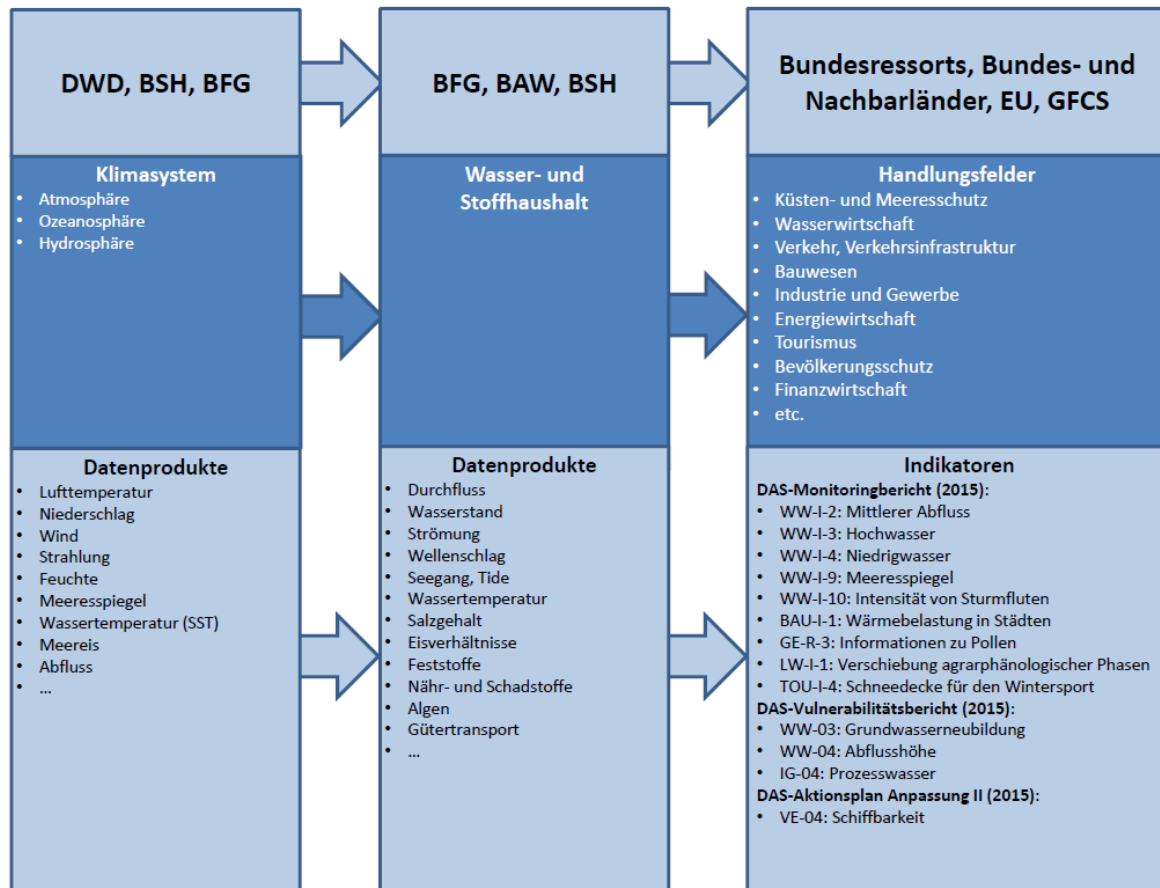 DWD, BSH, BFG
Klimasystem
• Atmosphäre
• Ozeanosphäre
• Hydrosphäre
Datenprodukte
• Lufttemperatur
• Niederschlag
• Wind
• Strahlung
• Feuchte
• Meeresspiegel
• Wassertemperatur (SST)
• Meereis
• Abfluss
• ...
BFG, BAW, BSH
Wasser- und
Stoffhaushalt
Datenprodukte
• Durchfluss
• Wasserstand
• Strömung
• Wellenschlag
• Seegang, Tide
• Wassertemperatur
• Salzgehalt
• Eisverhältnisse
• Feststoffe
• Nähr- und Schadstoffe
• Algen
• Gütertransport
• ...
Bundesressorts, Bundes- und
Nachbarländer, EU, GFCS
Handlungsfelder
• Küsten- und Meeresschutz
• Wasserwirtschaft
• Verkehr, Verkehrsinfrastruktur
• Bauwesen
• Industrie und Gewerbe
• Energiewirtschaft
• Tourismus
• Bevölkerungsschutz
• Finanzwirtschaft
• etc.
Indikatoren
DAS-Monitoringbericht (2015):
• WW-I-2: Mittlerer Abfluss
• WW-I-3: Hochwasser
• WW-I-4: Niedrigwasser
• WW-I-9: Meeresspiegel
• WW-I-10: Intensität von Sturmfluten
• BAU-I-1: Wärmebelastung in Städten
• GE-R-3: Informationen zu Pollen
• LW-I-1: Verschiebung agrarphänologischer Phasen
• TOU-I-4: Schneedecke für den Wintersport
DAS-Vulnerabilitätsbericht (2015):
• WW-03: Grundwasserneubildung
• WW-04: Abflusshöhe
• IG-04: Prozesswasser
DAS-Aktionsplan Anpassung II (2015):
• VE-04: Schiffbarkeit